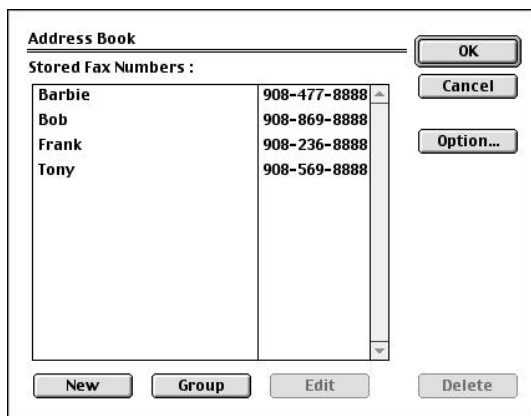 Address Book
OK
Stored Fax Numbers :
Cancel
Barbie 908-477-8888
Bob 908-869-8888
Frank 908-236-8888
Option...
Tony 908-569-8888
New Group Edit Delete